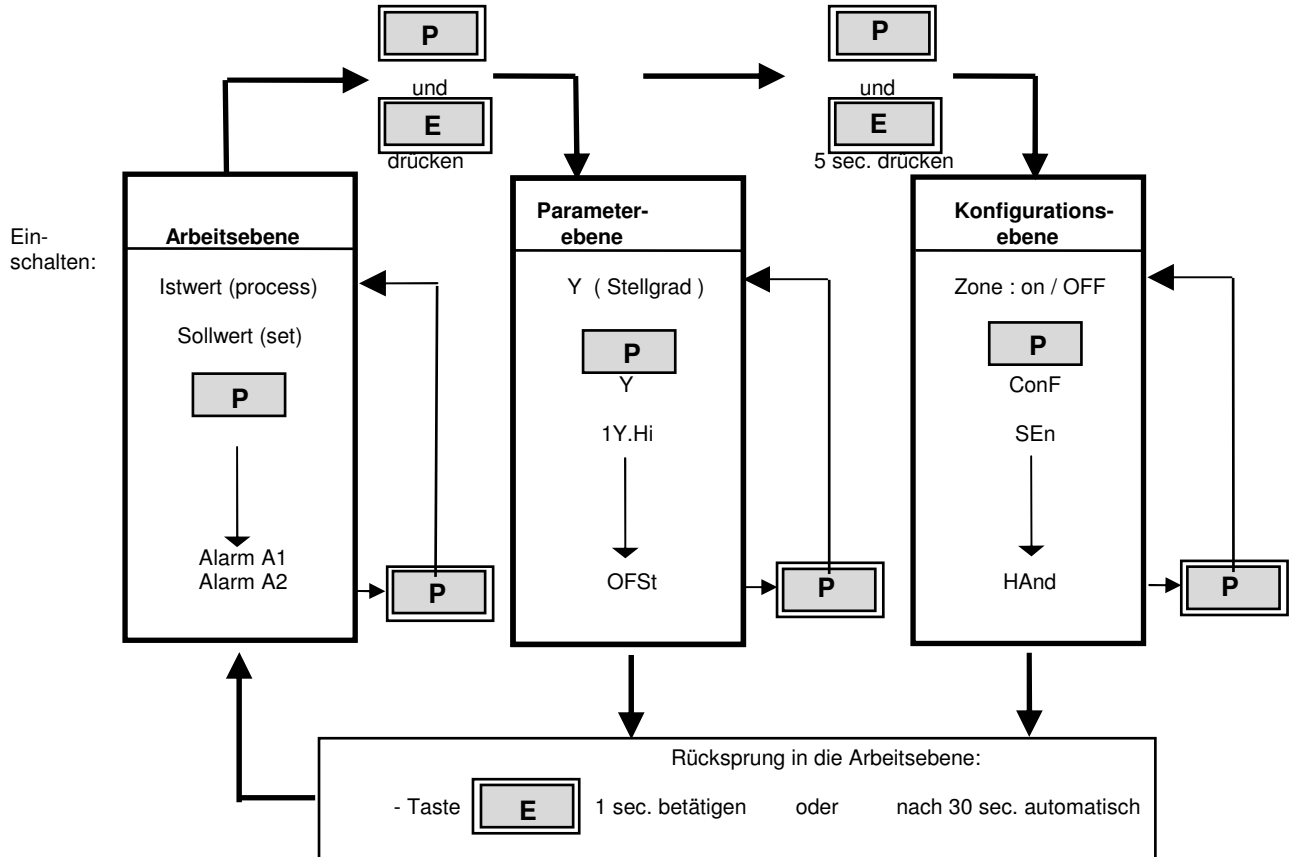 P
und
E
drücken
P
und
E
5 sec. drücken
Ein-
schalten:
Arbeitsebene
Istwert (process)
Sollwert (set)
P
Alarm A1
Alarm A2
P
Parameter-
ebene
Y ( Stellgrad )
P
Y
1Y.Hi
OFSt
P
Konfigurations-
ebene
Zone : on / OFF
P
ConF
SEn
HAnd
P
Rücksprung in die Arbeitsebene:
- Taste E 1 sec. betätigen oder nach 30 sec. automatisch